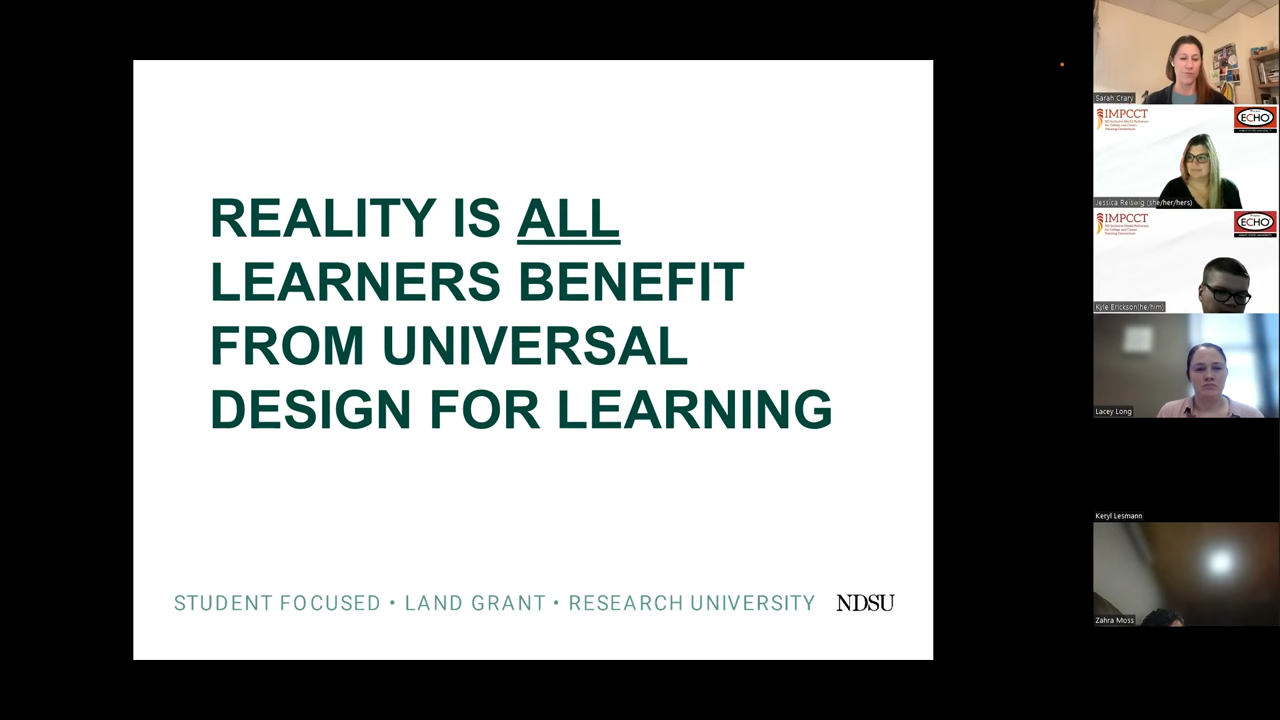 REALITY IS ALL
LEARNERS BENEFIT
FROM UNIVERSAL
DESIGN FOR LEARNING
STUDENT FOCUSED • LAND GRANT • RESEARCH UNIVERSITY NDSU
Sarah Crary
IMPCCT
ECHO
Jessica Reiswig (she/her/hers)
IMPCCT
ECHO
Kyle Erickson(he/him)
Lacey Long
Keryl Lesmann
Zahra Moss